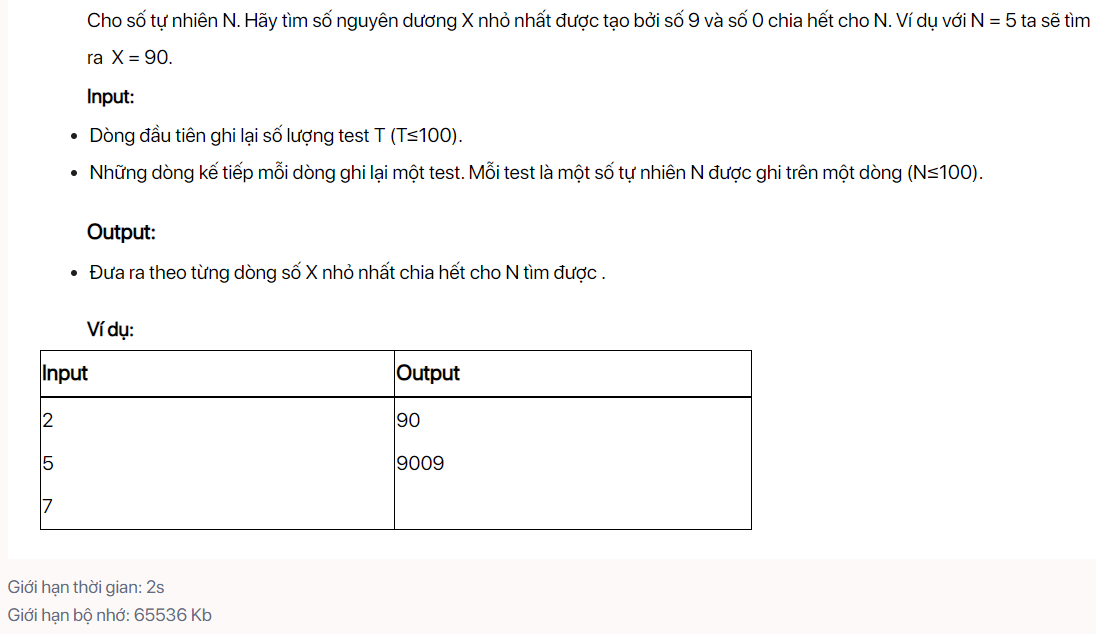 Cho số tự nhiên N. Hãy tìm số nguyên dương X nhỏ nhất được tạo bởi số 9 và số 0 chia hết cho N. Ví dụ với N = 5 ta sẽ tìm
ra X = 90.
Input:
• Dòng đầu tiên ghi lại số lượng test T (T≤100).
• Những dòng kế tiếp mỗi dòng ghi lại một test. Mỗi test là một số tự nhiên N được ghi trên một dòng (N≤100).
Output:
• Đưa ra theo từng dòng số X nhỏ nhất chia hết cho N tìm được .
Ví dụ:
Input Output
2 90
5 9009
7
Giới hạn thời gian: 2s
Giới hạn bộ nhớ: 65536 Kb